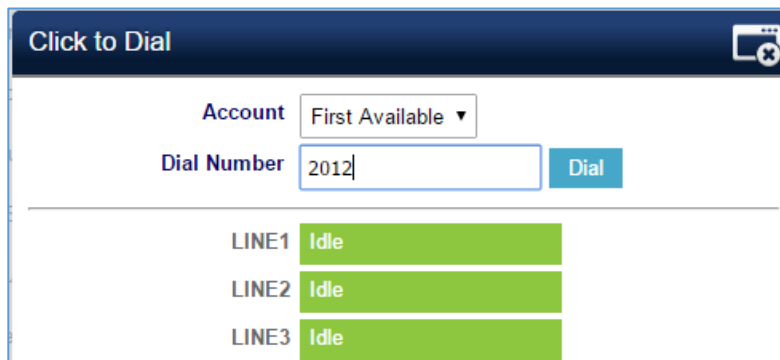 Click to Dial
Account First Available
Dial Number 2012 Dial
LINE1 Idle
LINE2 Idle
LINE3 Idle